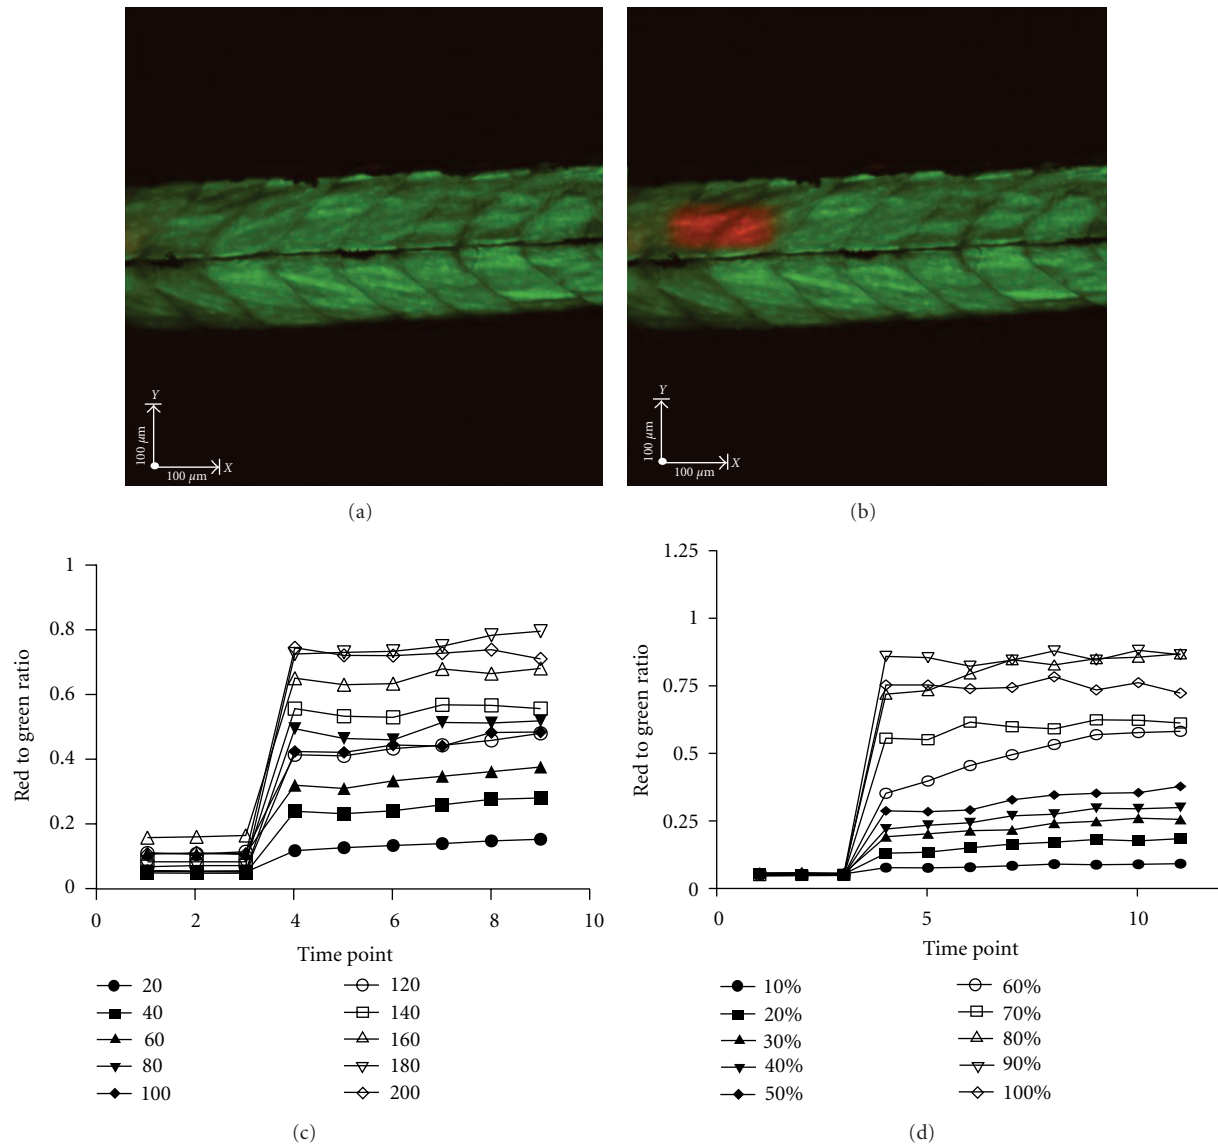 Y
100 µm
100 µm
X
Y
100 µm
100 µm
X
(a)
(b)
1
0.8
0.6
0.4
0.2
0
Red to green ratio
0
2
4
6
8
10
Time point
20
40
60
80
100
120
140
160
180
200
(c)
1.25
1
0.75
0.5
0.25
0
Red to green ratio
0
5
10
Time point
10%
20%
30%
40%
50%
60%
70%
80%
90%
100%
(d)